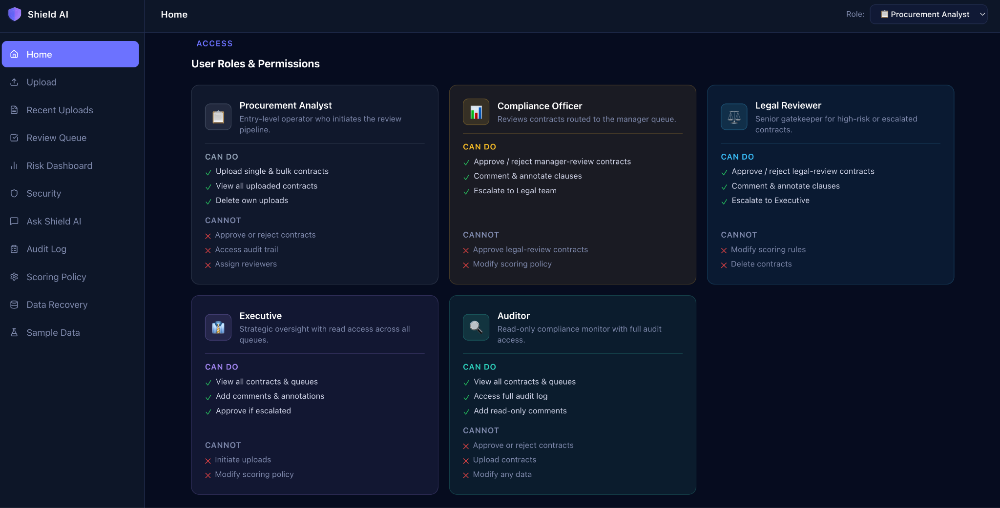 Shield AI
Home
Role:
Procurement Analyst
Home
Upload
Recent Uploads
Review Queue
Risk Dashboard
Security
Ask Shield AI
Audit Log
Scoring Policy
Data Recovery
Sample Data
ACCESS
User Roles & Permissions
Procurement Analyst
Entry-level operator who initiates the review
pipeline.
CAN DO
Upload single & bulk contracts
View all uploaded contracts
Delete own uploads
CANNOT
Approve or reject contracts
Access audit trail
Assign reviewers
Compliance Officer
Reviews contracts routed to the manager queue.
CAN DO
Approve / reject manager-review contracts
Comment & annotate clauses
Escalate to Legal team
CANNOT
Approve legal-review contracts
Modify scoring policy
Legal Reviewer
Senior gatekeeper for high-risk or escalated
contracts.
CAN DO
Approve / reject legal-review contracts
Comment & annotate clauses
Escalate to Executive
CANNOT
Modify scoring rules
Delete contracts
Executive
Strategic oversight with read access across all
queues.
CAN DO
View all contracts & queues
Add comments & annotations
Approve if escalated
CANNOT
Initiate uploads
Modify scoring policy
Auditor
Read-only compliance monitor with full audit
access.
CAN DO
View all contracts & queues
Access full audit log
Add read-only comments
CANNOT
Approve or reject contracts
Upload contracts
Modify any data